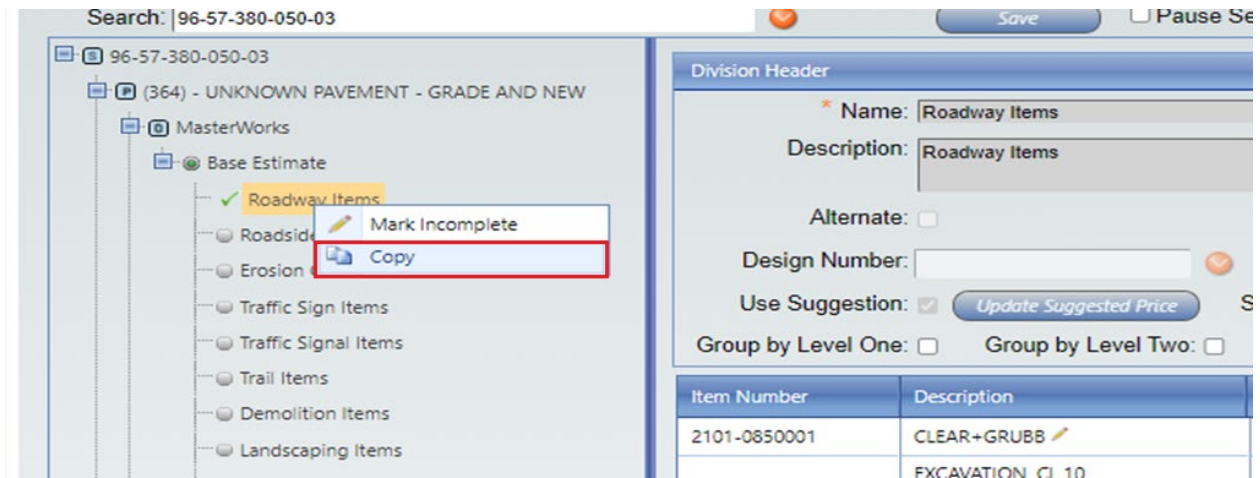 Search: 96-57-380-050-03
Save
Pause Se
S 96-57-380-050-03
P (364) - UNKNOWN PAVEMENT - GRADE AND NEW
D MasterWorks
Base Estimate
Roadway Items
Mark Incomplete
Roadside
Copy
Erosion
Traffic Sign Items
Traffic Signal Items
Trail Items
Demolition Items
Landscaping Items
Division Header
* Name: Roadway Items
Description: Roadway Items
Alternate:
Design Number:
Use Suggestion: Update Suggested Price S
Group by Level One: Group by Level Two:
Item Number Description
2101-0850001 CLEAR+GRUBB
EXCAVATION, CL 10